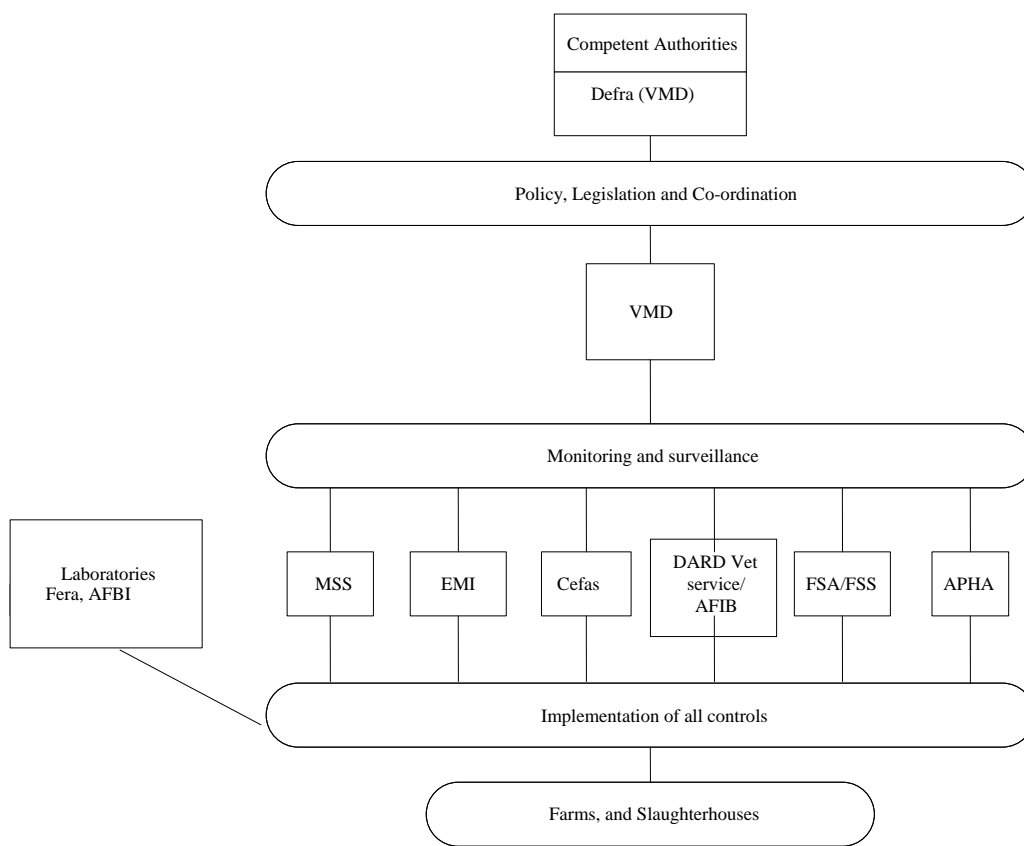 Competent Authorities
Defra (VMD)
Policy, Legislation and Co-ordination
VMD
Monitoring and surveillance
Laboratories
Fera, AFBI
MSS
EMI
Cefas
DARD Vet
service/
AFIB
FSA/FSS
APHA
Implementation of all controls
Farms, and Slaughterhouses